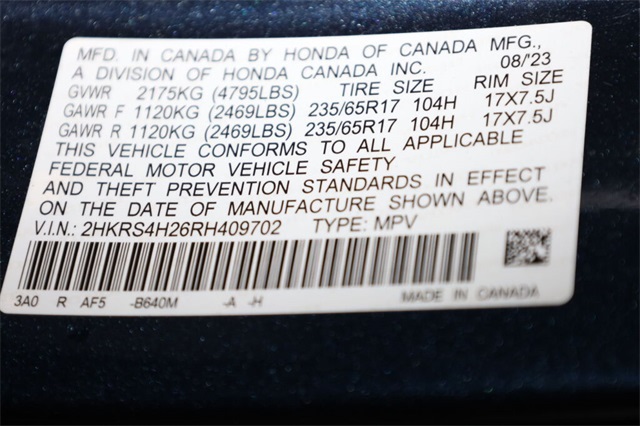 MFD. IN CANADA BY HONDA OF CANADA MFG.,
A DIVISION OF HONDA CANADA INC. 08/'23
GVWR 2175KG (4795LBS) TIRE SIZE RIM SIZE
GAWR F 1120KG (2469LBS) 235/65R17 104H 17X7.5J
GAWR R 1120KG (2469LBS) 235/65R17 104H 17X7.5J
THIS VEHICLE CONFORMS TO ALL APPLICABLE
FEDERAL MOTOR VEHICLE SAFETY
AND THEFT PREVENTION STANDARDS IN EFFECT
ON THE DATE OF MANUFACTURE SHOWN ABOVE.
V.I.N.: 2HKRS4H26RH409702 TYPE: MPV
3A0 R AF5 -B640M -A -H MADE IN CANADA